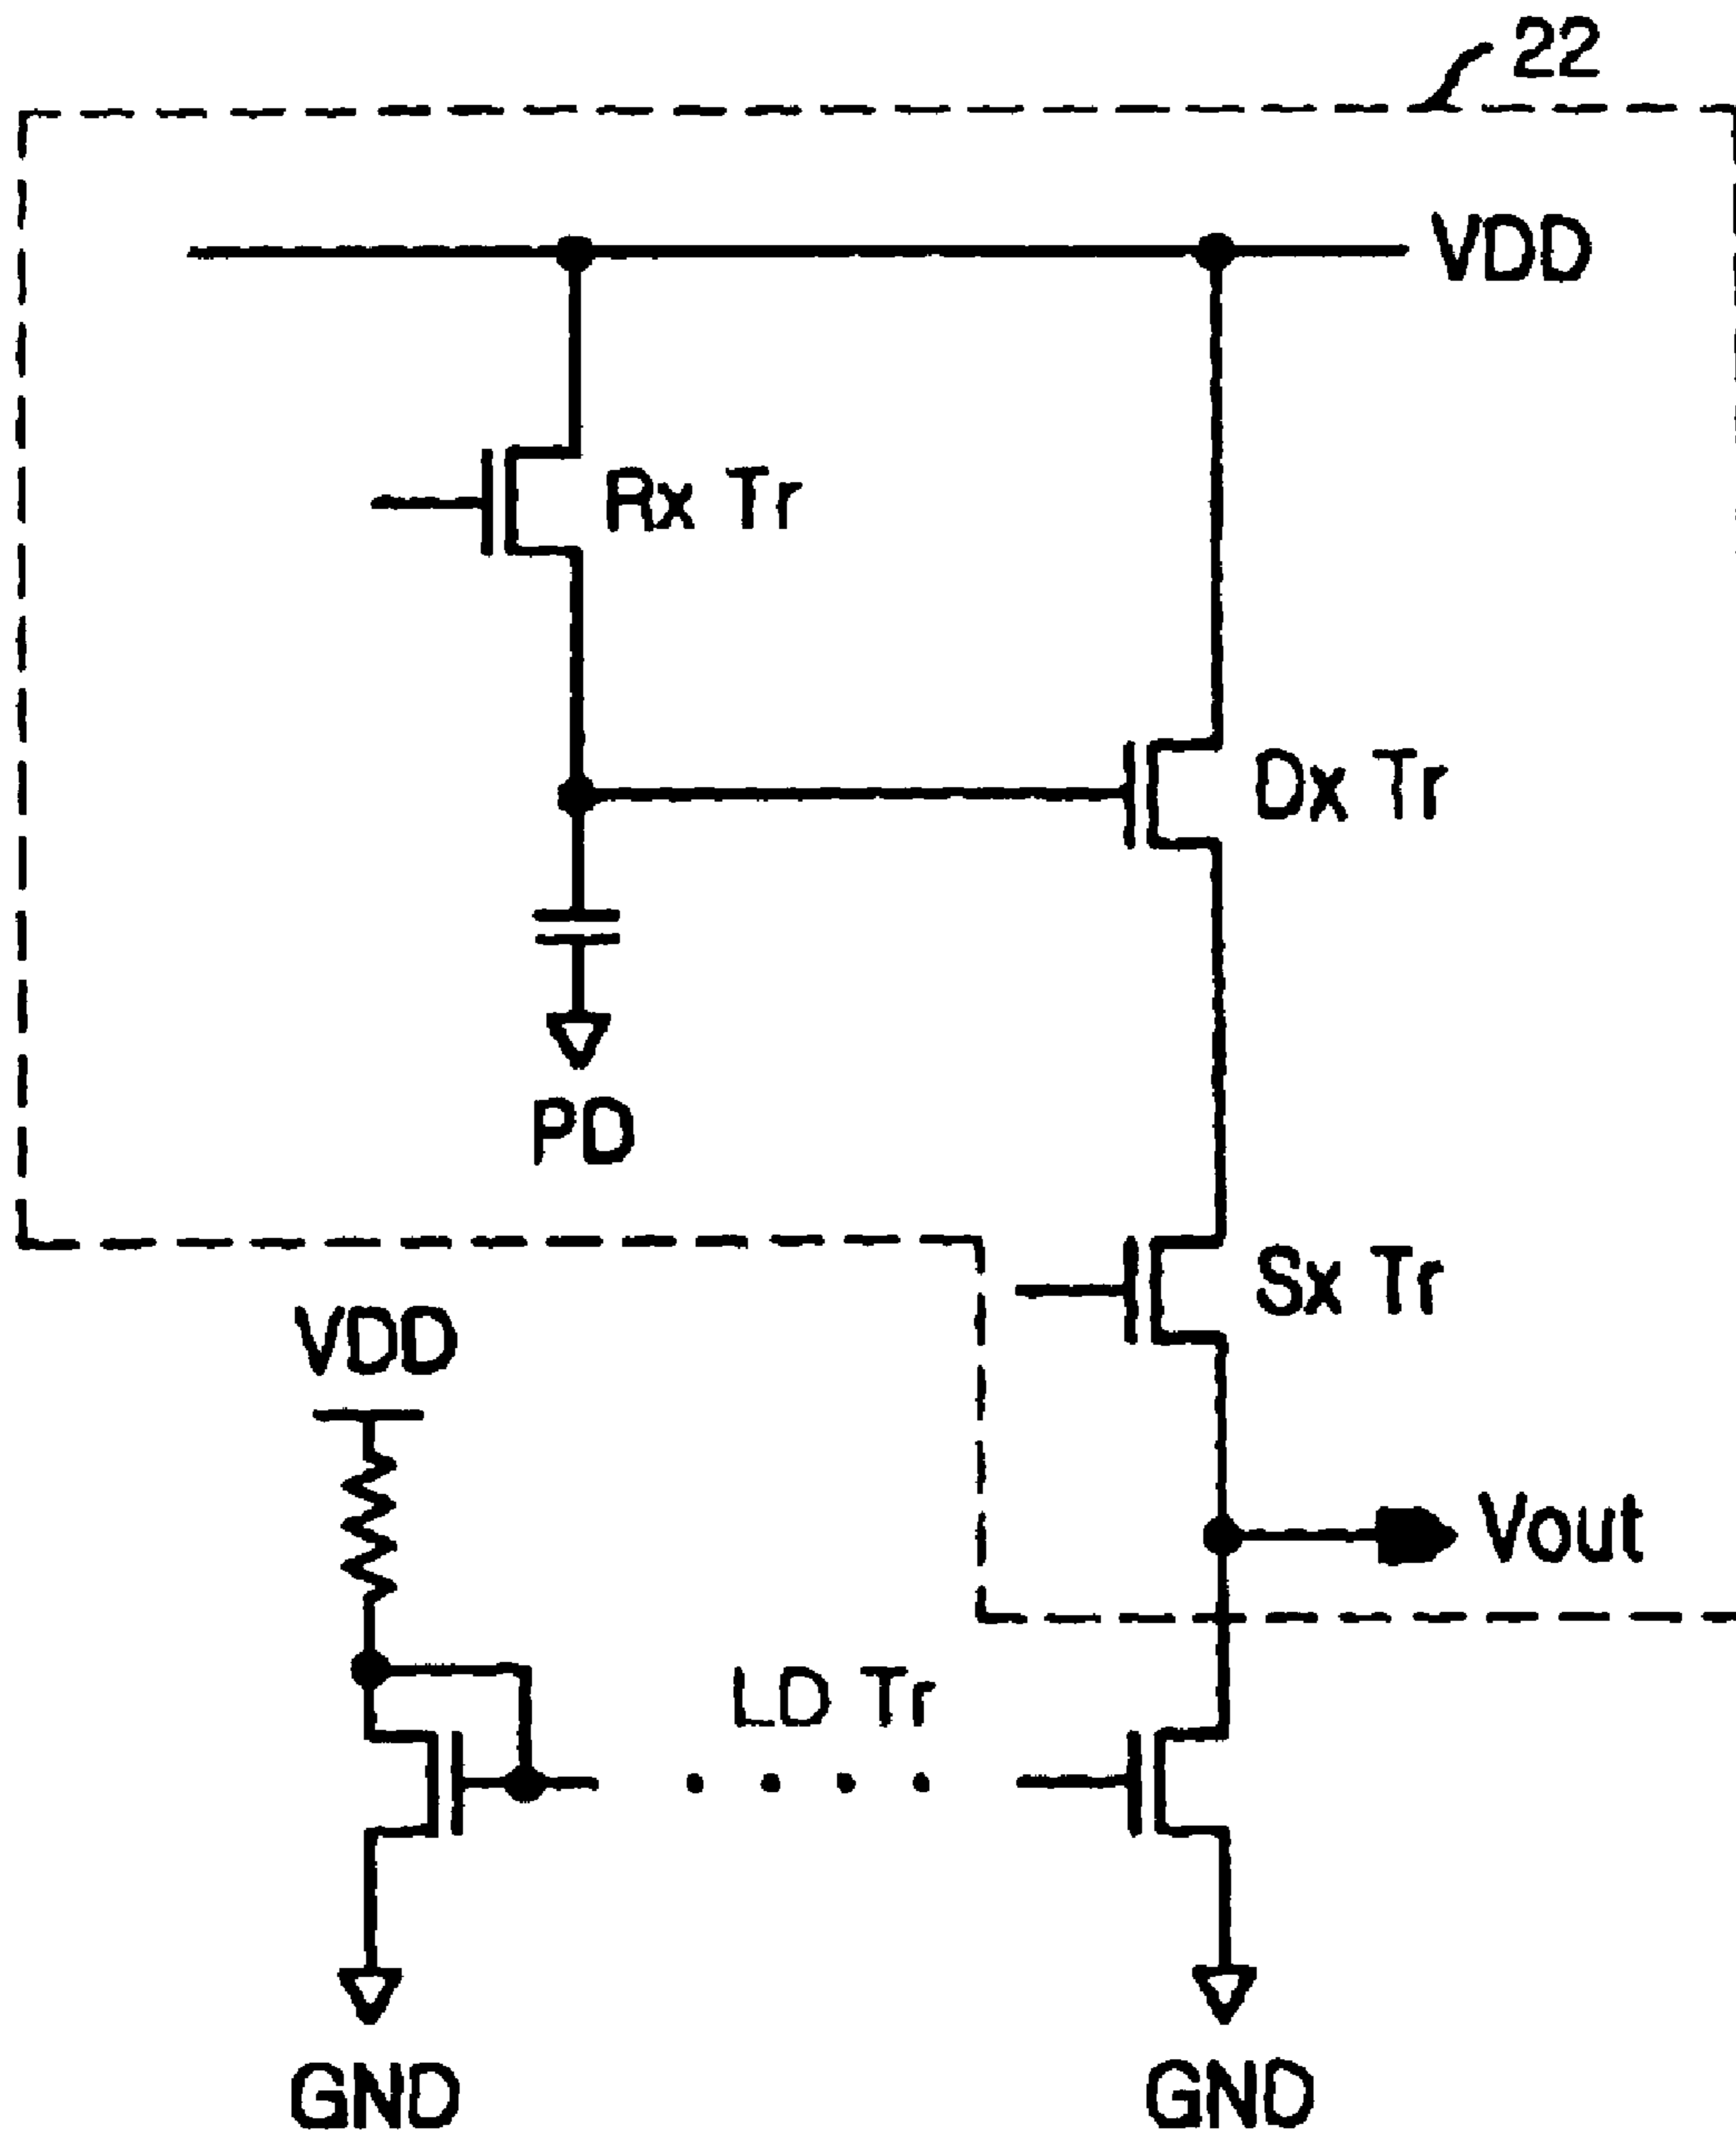 22
VDD
Rx Tr
Dx Tr
PD
Sx Tr
VDD
Vout
LD Tr
GND
GND